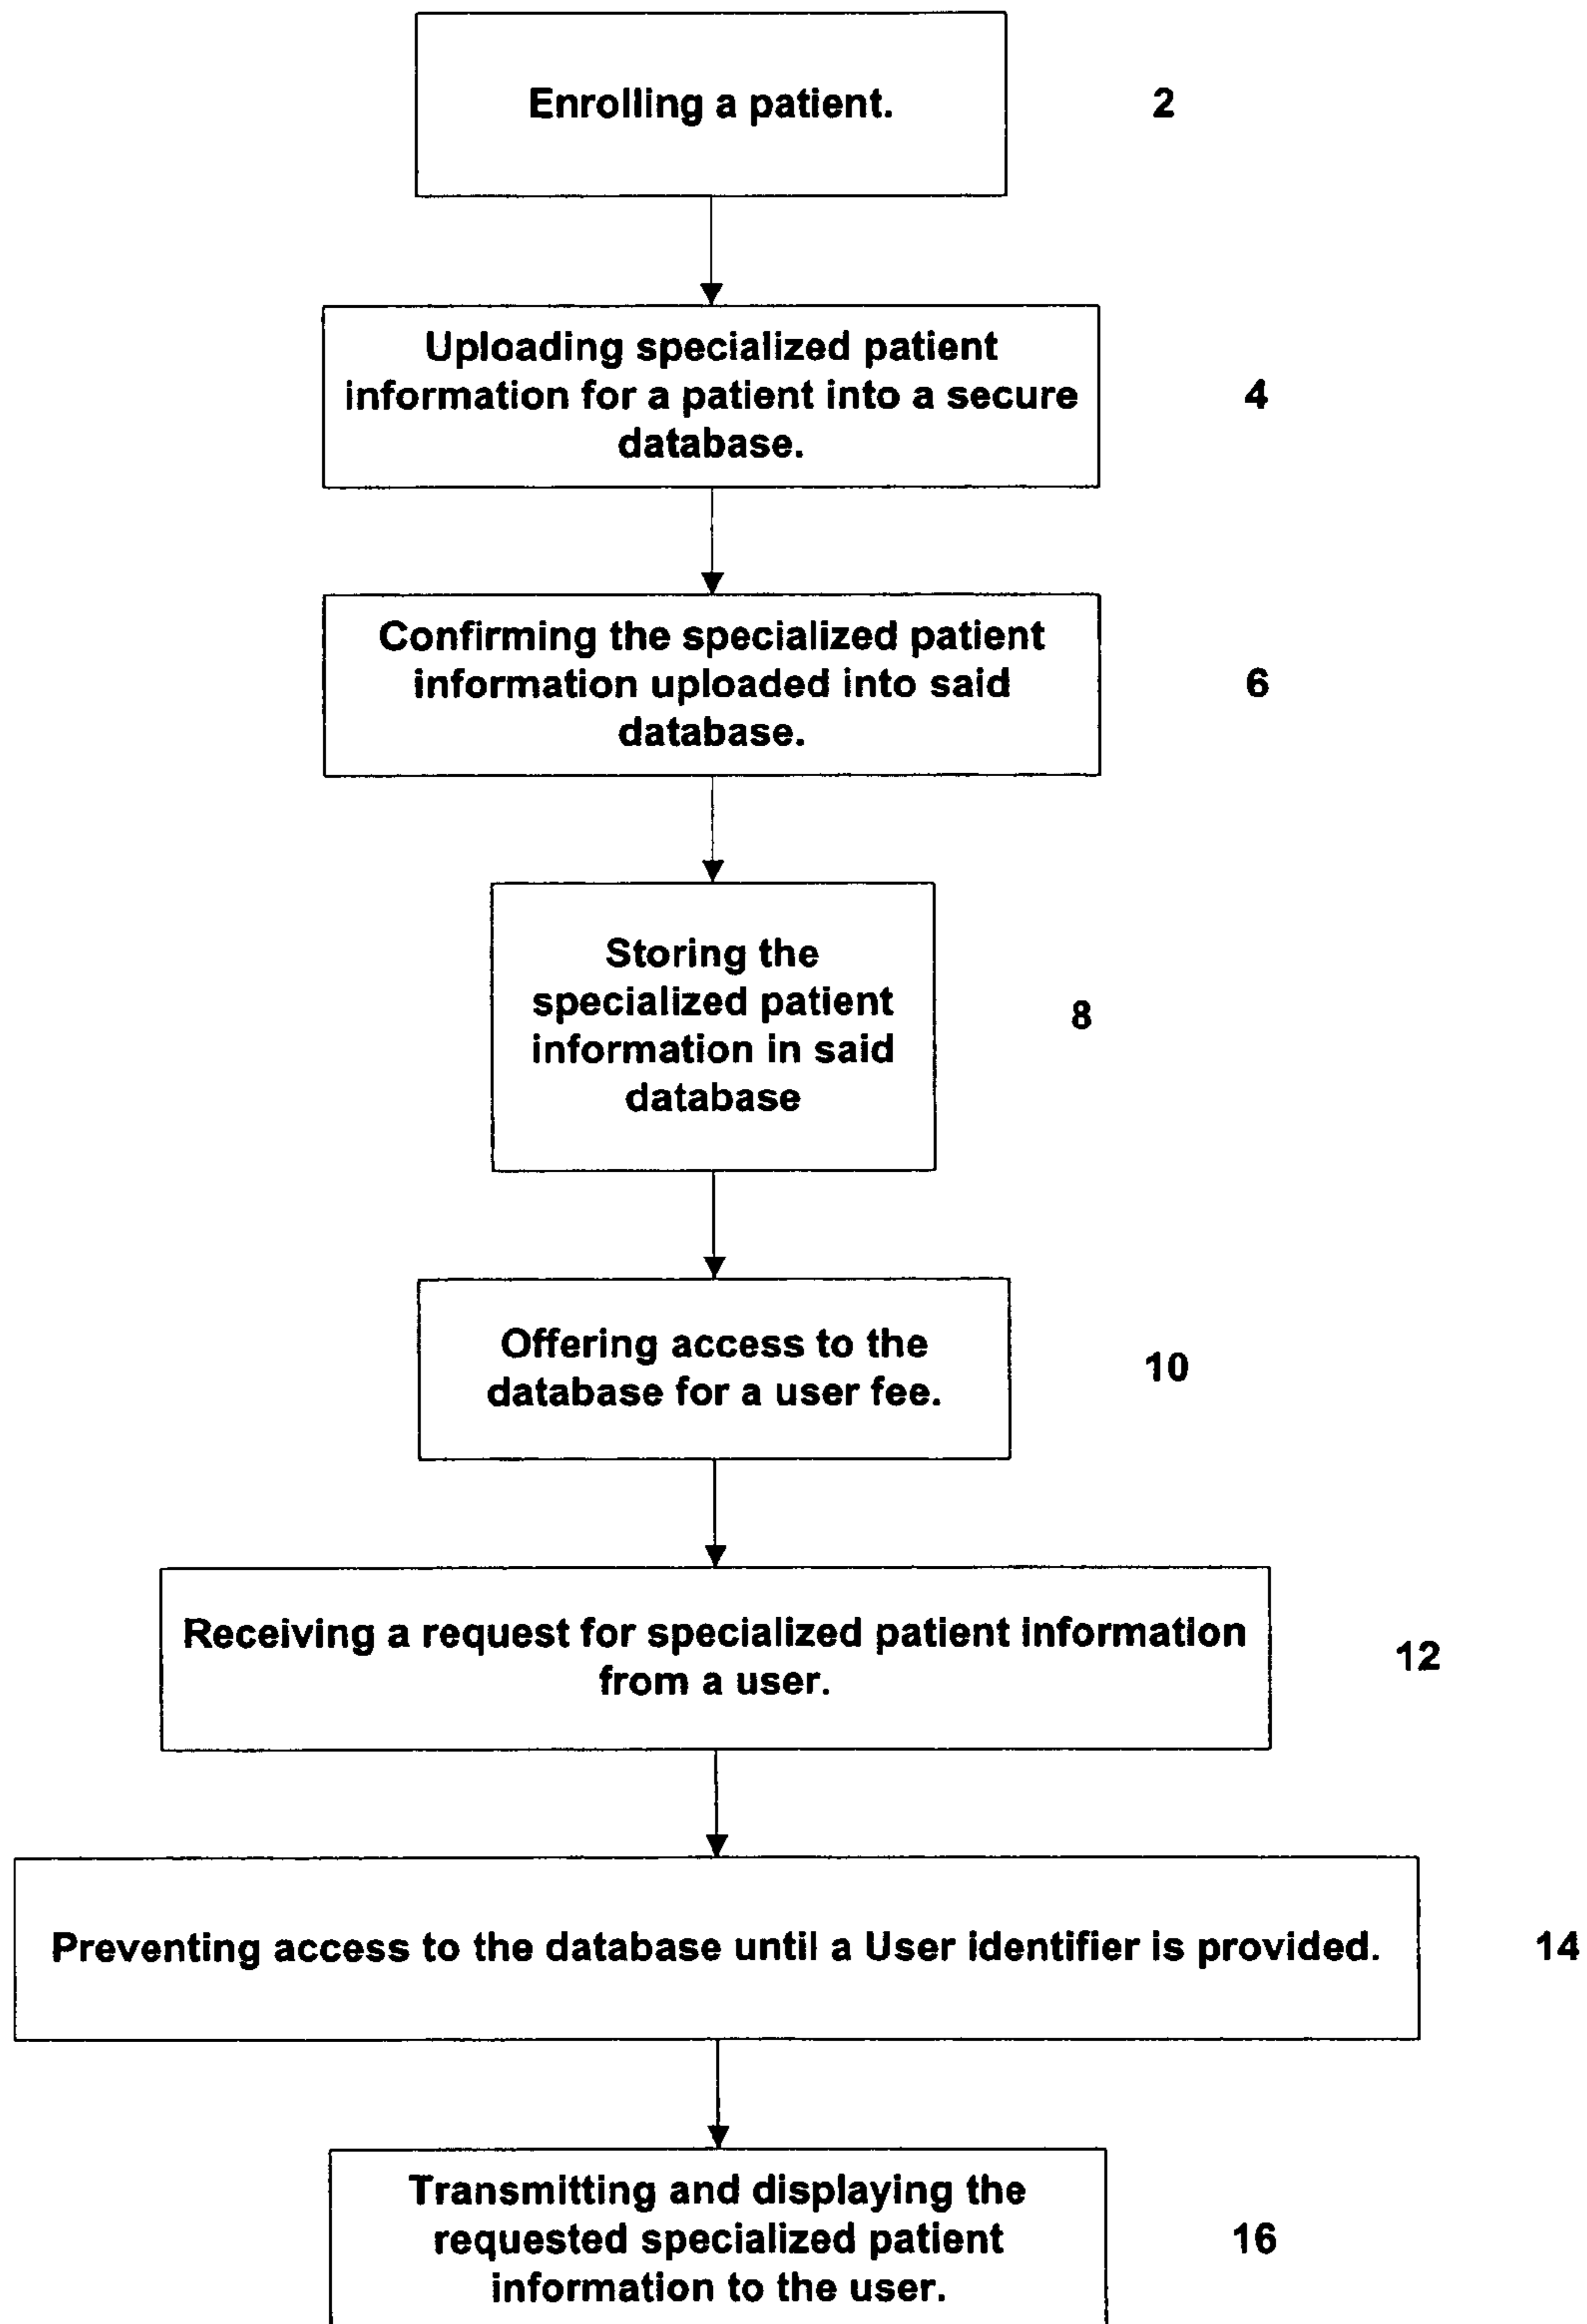 Enrolling a patient.
2
Uploading specialized patient
information for a patient into a secure
database.
4
Confirming the specialized patient
information uploaded into said
database.
6
Storing the
specialized patient
information in said
database
8
Offering access to the
database for a user fee.
10
Receiving a request for specialized patient information
from a user.
12
Preventing access to the database until a User identifier is provided.
14
Transmitting and displaying the
requested specialized patient
information to the user.
16